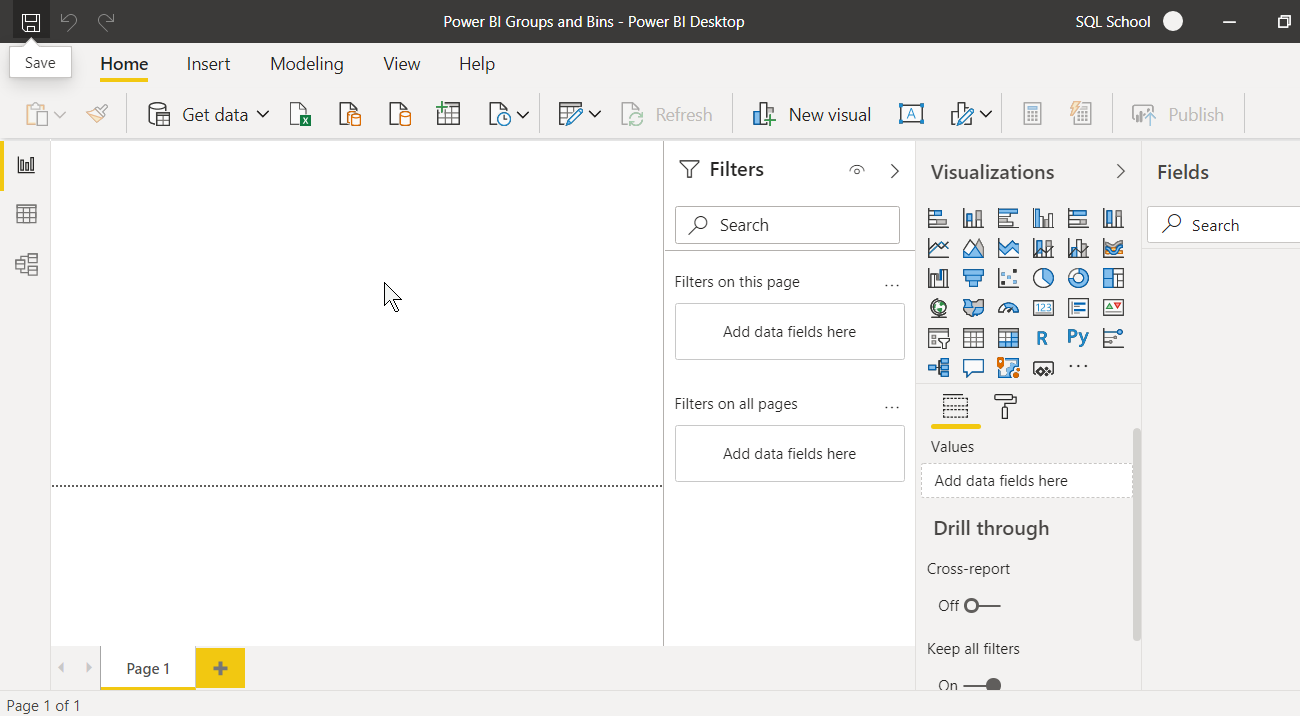 Power BI Groups and Bins - Power BI Desktop
SQL School
Save
Home Insert Modeling View Help
Get data
Refresh
New visual
A
Publish
Filters
Search
Filters on this page
...
Add data fields here
Filters on all pages
...
Add data fields here
Visualizations
123
R Py
...
Values
Add data fields here
Drill through
Cross-report
Off
Keep all filters
On
Fields
Search
Page 1
Page 1 of 1